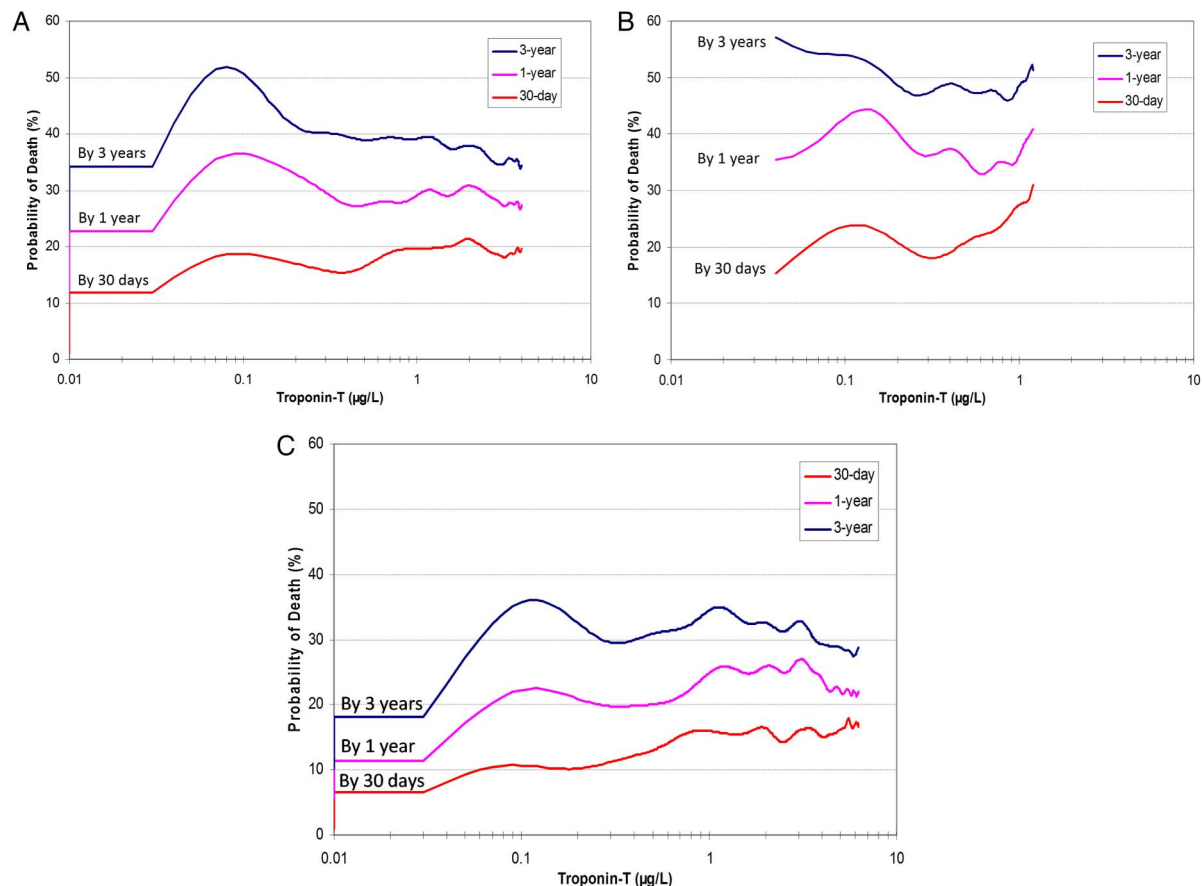 A
60
50
40
30
20
10
0
Probability of Death (%)
3-year
1-year
30-day
By 3 years
By 1 year
By 30 days
0.01
0.1
1
10
Troponin-T (µg/L)
B
60
50
40
30
20
10
0
Probability of Death (%)
By 3 years
3-year
1-year
30-day
By 1 year
By 30 days
0.01
0.1
1
10
Troponin-T (µg/L)
C
60
50
40
30
20
10
0
Probability of Death (%)
30-day
1-year
3-year
By 3 years
By 1 year
By 30 days
0.01
0.1
1
10
Troponin-T (µg/L)